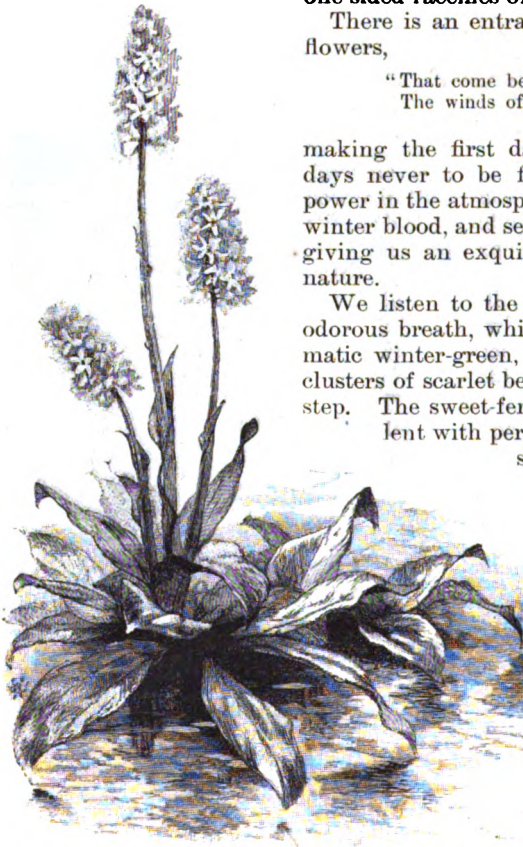 There is an entra
flowers,
"That come be
The winds of
making the first d
days never to be f
power in the atmosp
winter blood, and se
giving us an exqui
nature.
We listen to the
odorous breath, whi
matic winter-green,
clusters of scarlet be
step. The sweet-fer
lent with per
s